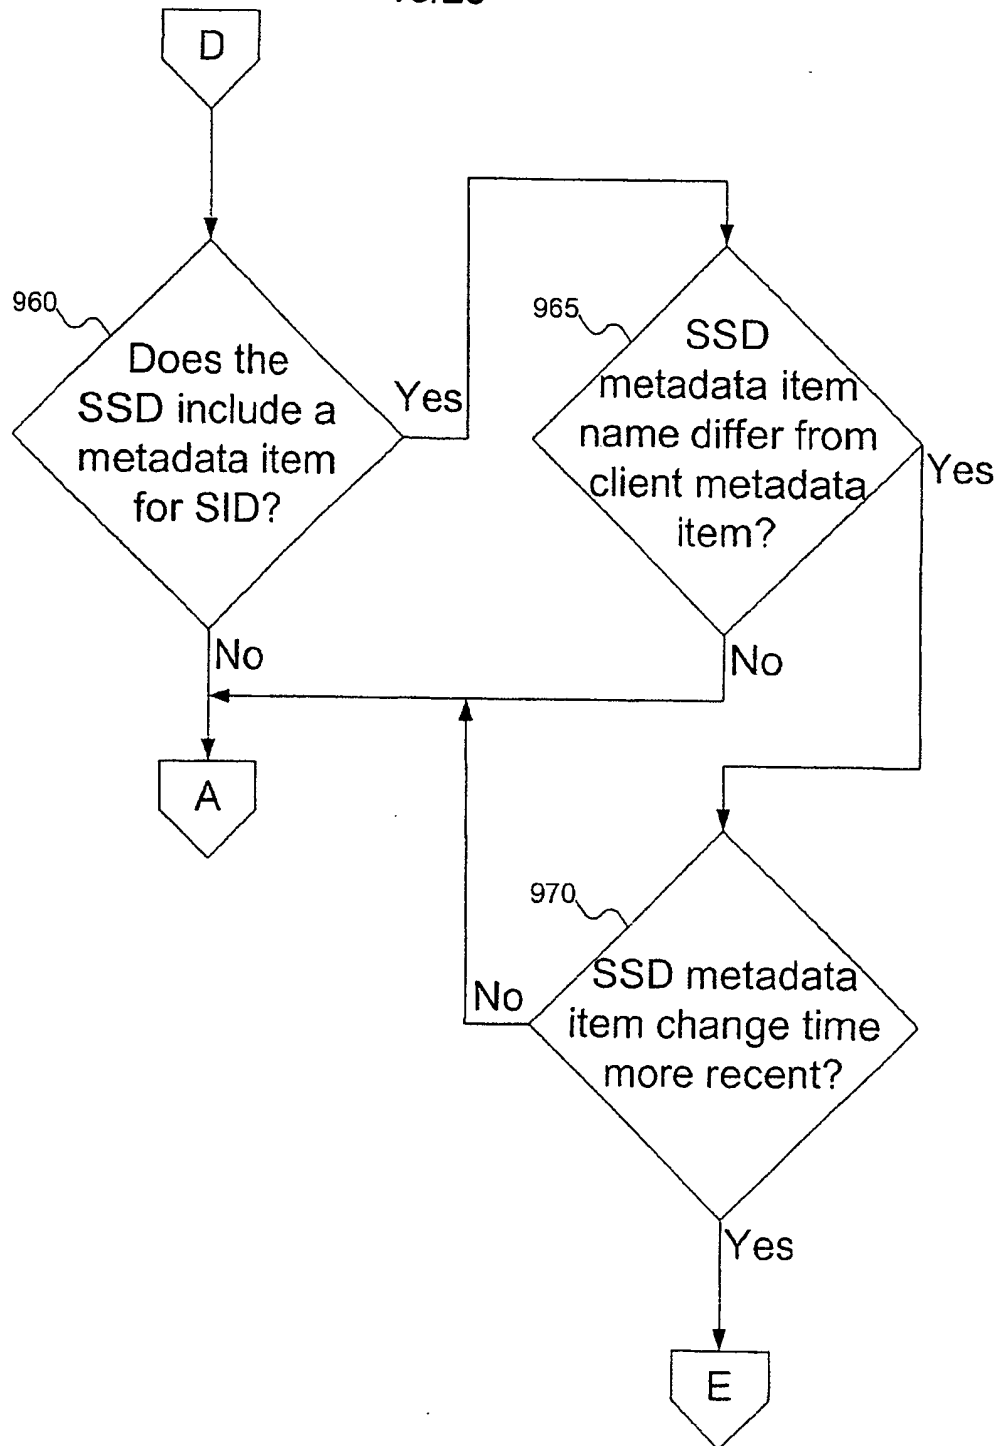 D
960
Does the
SSD include a
metadata item
for SID?
Yes
No
965
SSD
metadata item
name differ from
client metadata
item?
Yes
No
A
970
SSD metadata
item change time
more recent?
No
Yes
E